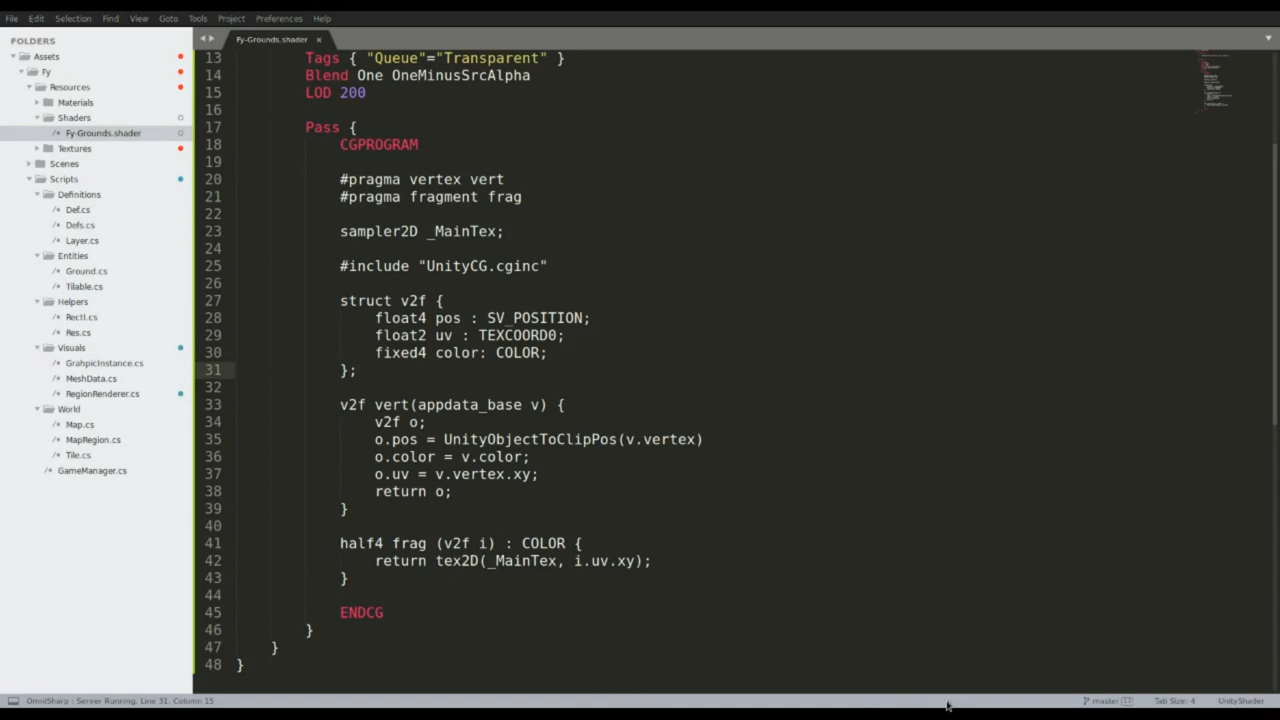 File Edit Selection Find View Goto Tools Project Preferences Help
FOLDERS
Assets
Fy
Resources
Materials
Shaders
/* Fy-Grounds.shader
Textures
Scenes
Scripts
Definitions
/* Def.cs
/* Defs.cs
/* Layer.cs
Entities
/* Ground.cs
/* Tilable.cs
Helpers
/* RectI.cs
/* Res.cs
Visuals
/* GrahpicInstance.cs
/* MeshData.cs
/* RegionRenderer.cs
World
/* Map.cs
/* MapRegion.cs
/* Tile.cs
/* GameManager.cs
Fy-Grounds.shader ×
13 Tags { "Queue"="Transparent" }
14 Blend One OneMinusSrcAlpha
15 LOD 200
16
17 Pass {
18 CGPROGRAM
19
20 #pragma vertex vert
21 #pragma fragment frag
22
23 sampler2D _MainTex;
24
25 #include "UnityCG.cginc"
26
27 struct v2f {
28 float4 pos : SV_POSITION;
29 float2 uv : TEXCOORD0;
30 fixed4 color: COLOR;
31 };
32
33 v2f vert(appdata_base v) {
34 v2f o;
35 o.pos = UnityObjectToClipPos(v.vertex)
36 o.color = v.color;
37 o.uv = v.vertex.xy;
38 return o;
39 }
40
41 half4 frag (v2f i) : COLOR {
42 return tex2D(_MainTex, i.uv.xy);
43 }
44
45 ENDCG
46 }
47 }
48 }
OmniSharp : Server Running, Line 31, Column 15 master 13 Tab Size: 4 UnityShader